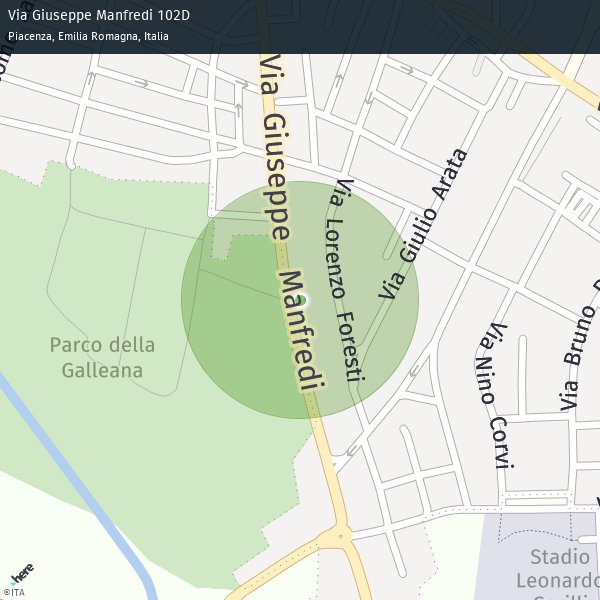 Via Giuseppe Manfredi 102D
Piacenza, Emilia Romagna, Italia
Via Giuseppe Manfredi
Via Lorenzo Foresti
Via Giulio Arata
Via Nino Corvi
Via Bruno
Parco della
Galleana
Stadio
Leonardo
here
©ITA